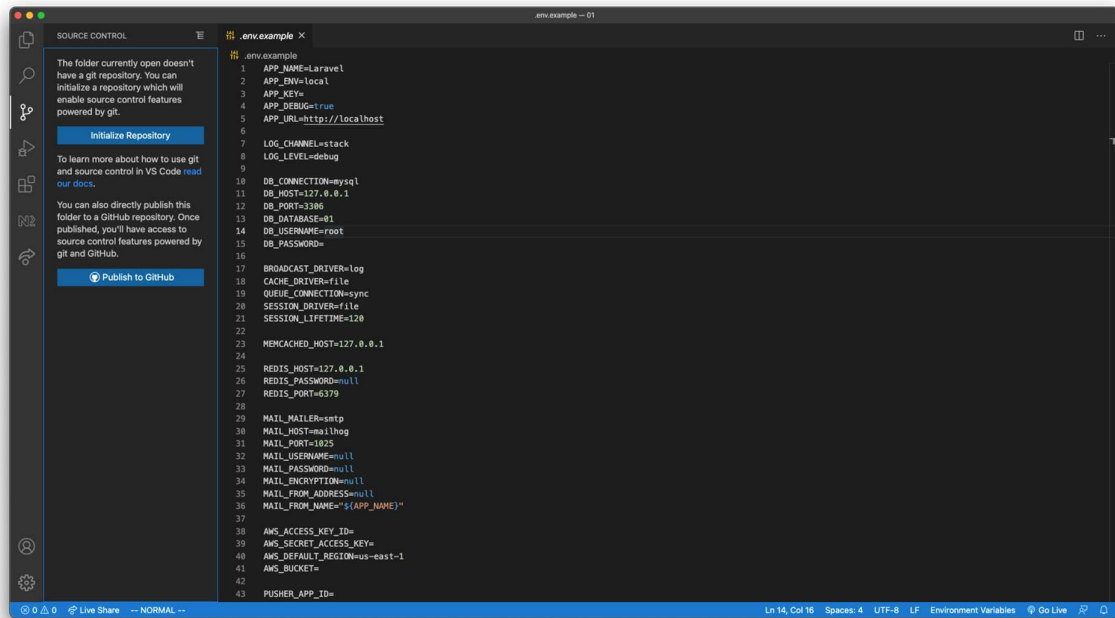 .env.example — 01
SOURCE CONTROL
The folder currently open doesn't
have a git repository. You can
initialize a repository which will
enable source control features
powered by git.
Initialize Repository
To learn more about how to use git
and source control in VS Code read
our docs.
You can also directly publish this
folder to a GitHub repository. Once
published, you'll have access to
source control features powered by
git and GitHub.
Publish to GitHub
.env.example
.env.example
1 APP_NAME=Laravel
2 APP_ENV=local
3 APP_KEY=
4 APP_DEBUG=true
5 APP_URL=http://localhost
6
7 LOG_CHANNEL=stack
8 LOG_LEVEL=debug
9
10 DB_CONNECTION=mysql
11 DB_HOST=127.0.0.1
12 DB_PORT=3306
13 DB_DATABASE=01
14 DB_USERNAME=root
15 DB_PASSWORD=
16
17 BROADCAST_DRIVER=log
18 CACHE_DRIVER=file
19 QUEUE_CONNECTION=sync
20 SESSION_DRIVER=file
21 SESSION_LIFETIME=120
22
23 MEMCACHED_HOST=127.0.0.1
24
25 REDIS_HOST=127.0.0.1
26 REDIS_PASSWORD=null
27 REDIS_PORT=6379
28
29 MAIL_MAILER=smtp
30 MAIL_HOST=mailhog
31 MAIL_PORT=1025
32 MAIL_USERNAME=null
33 MAIL_PASSWORD=null
34 MAIL_ENCRYPTION=null
35 MAIL_FROM_ADDRESS=null
36 MAIL_FROM_NAME="${APP_NAME}"
37
38 AWS_ACCESS_KEY_ID=
39 AWS_SECRET_ACCESS_KEY=
40 AWS_DEFAULT_REGION=us-east-1
41 AWS_BUCKET=
42
43 PUSHER_APP_ID=
0 0 Live Share -- NORMAL -- Ln 14, Col 16 Spaces: 4 UTF-8 LF Environment Variables Go Live